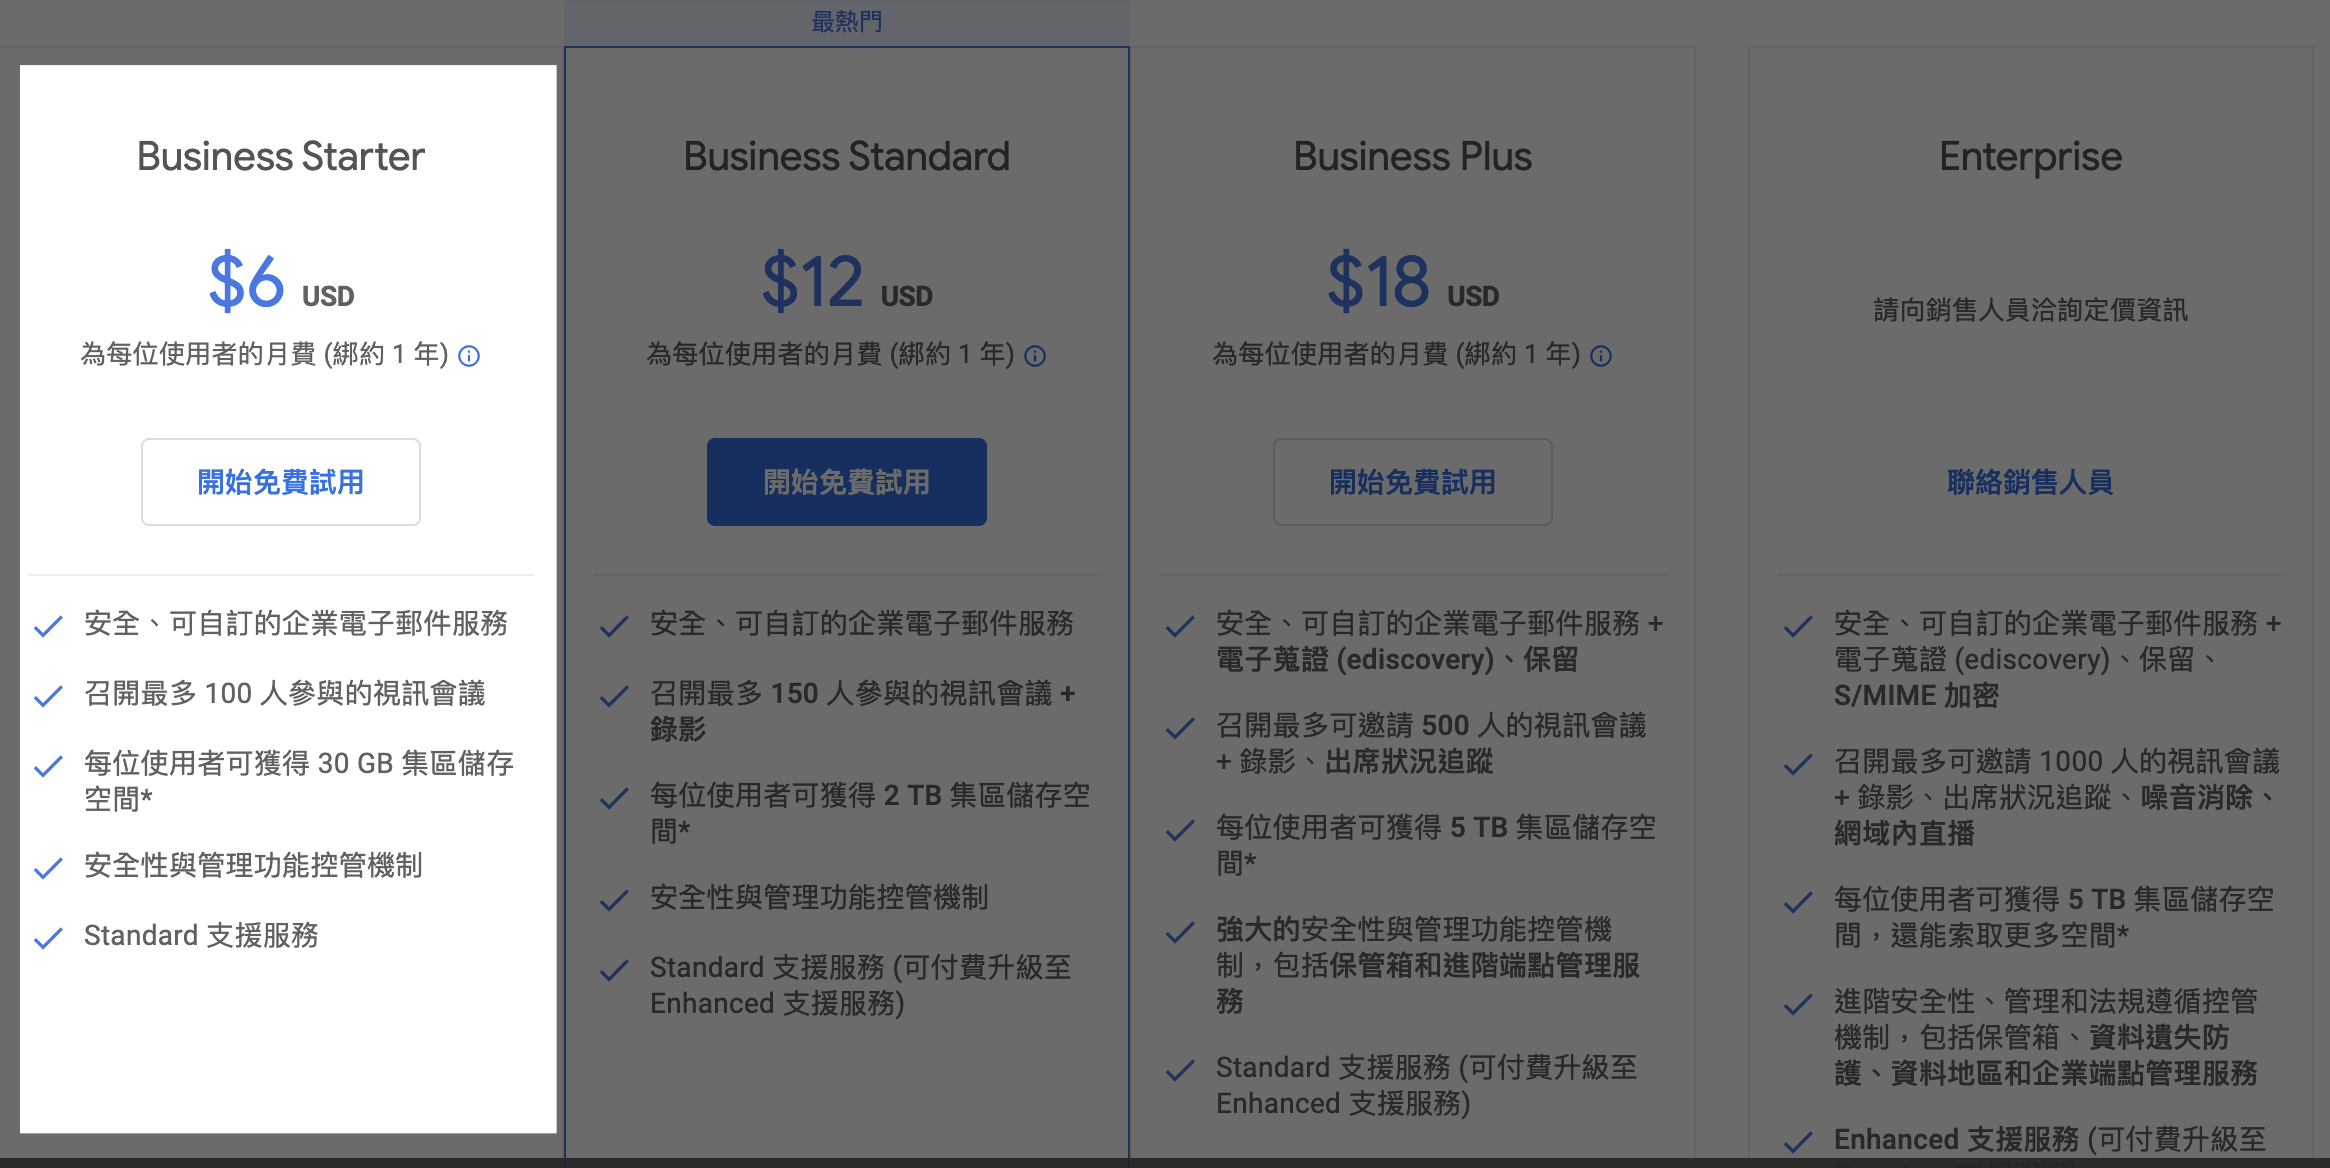 最熱門
Business Starter
$6 USD
為每位使用者的月費 (綁約 1 年)
開始免費試用
安全、可自訂的企業電子郵件服務
召開最多 100 人參與的視訊會議
每位使用者可獲得 30 GB 集區儲存
空間*
安全性與管理功能控管機制
Standard 支援服務
Business Standard
$12 USD
為每位使用者的月費 (綁約 1 年)
開始免費試用
安全、可自訂的企業電子郵件服務
召開最多 150 人參與的視訊會議 +
錄影
每位使用者可獲得 2 TB 集區儲存空
間*
安全性與管理功能控管機制
Standard 支援服務 (可付費升級至
Enhanced 支援服務)
Business Plus
$18 USD
為每位使用者的月費 (綁約 1 年)
開始免費試用
安全、可自訂的企業電子郵件服務 +
電子蒐證 (ediscovery)、保留
召開最多可邀請 500 人的視訊會議
+ 錄影、出席狀況追蹤
每位使用者可獲得 5 TB 集區儲存空
間*
強大的安全性與管理功能控管機
制，包括保管箱和進階端點管理服
務
Standard 支援服務 (可付費升級至
Enhanced 支援服務)
Enterprise
請向銷售人員洽詢定價資訊
聯絡銷售人員
安全、可自訂的企業電子郵件服務 +
電子蒐證 (ediscovery)、保留、
S/MIME 加密
召開最多可邀請 1000 人的視訊會議
+ 錄影、出席狀況追蹤、噪音消除、
網域內直播
每位使用者可獲得 5 TB 集區儲存空
間，還能索取更多空間*
進階安全性、管理和法規遵循控管
機制，包括保管箱、資料遺失防
護、資料地區和企業端點管理服務
Enhanced 支援服務 (可付費升級至